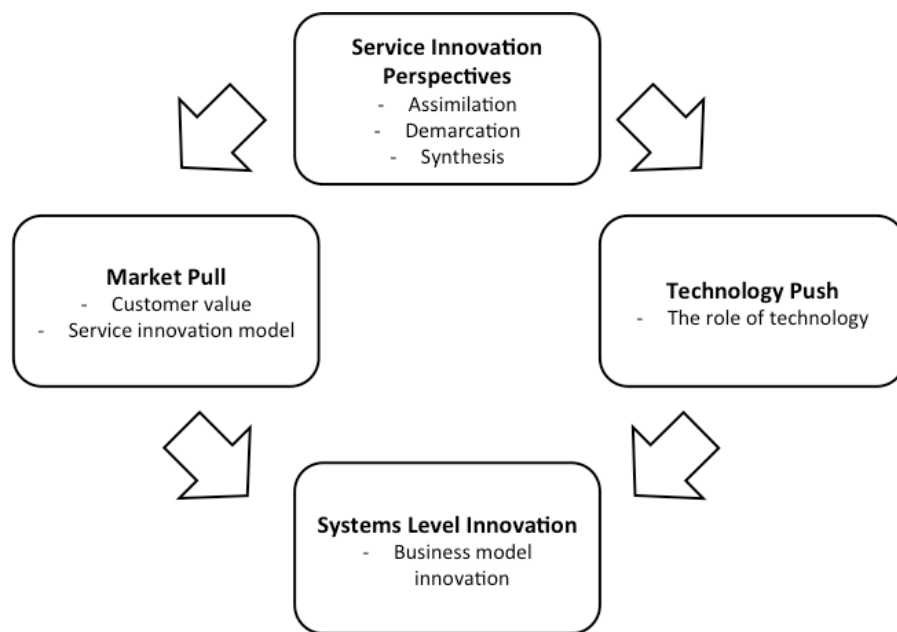 Service Innovation
Perspectives
- Assimilation
- Demarcation
- Synthesis
Market Pull
- Customer value
- Service innovation model
Technology Push
- The role of technology
Systems Level Innovation
- Business model
innovation